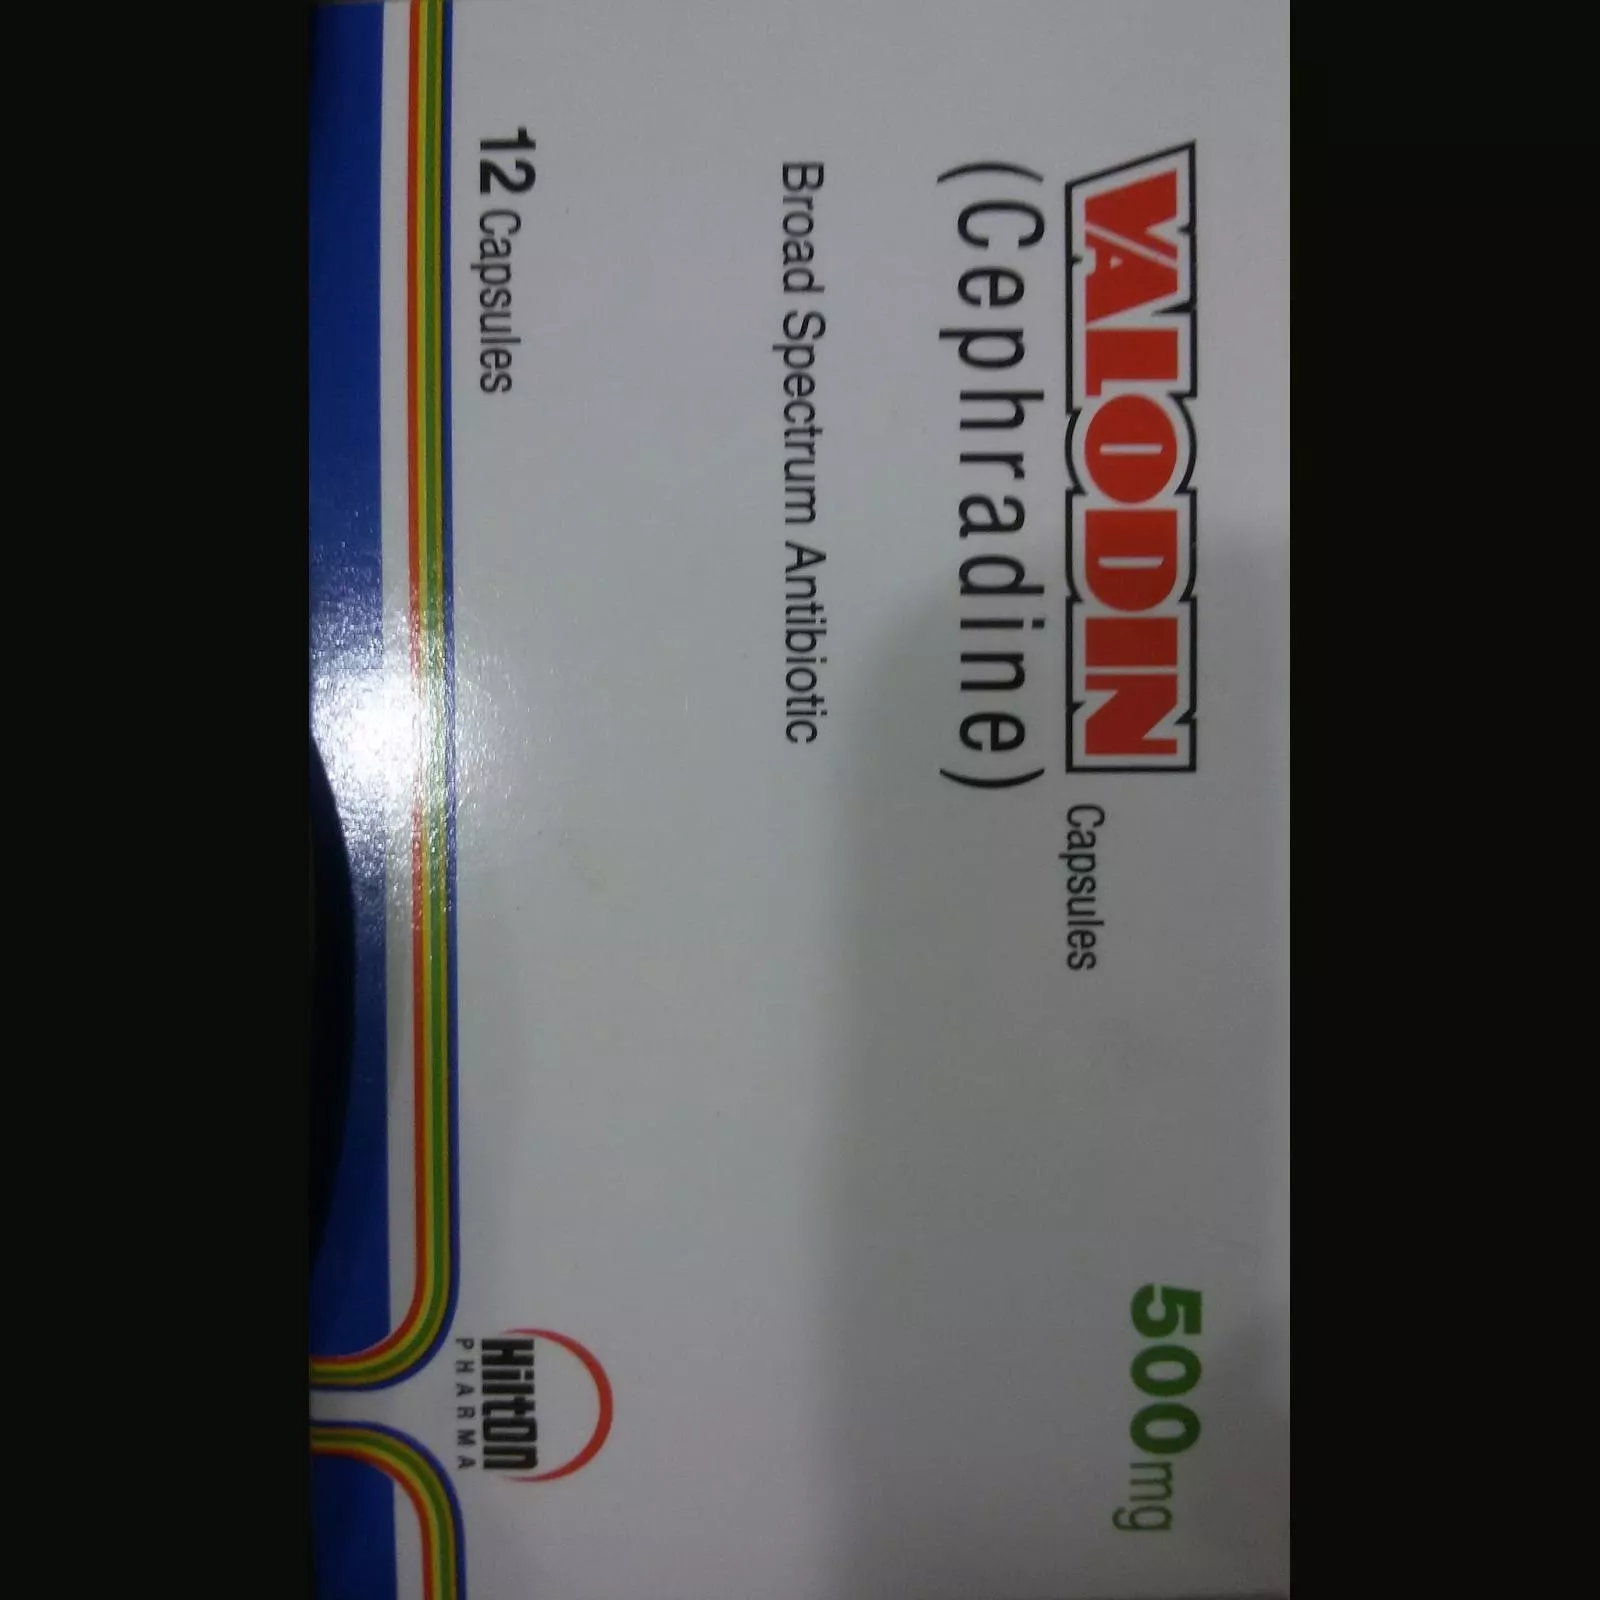 VALODIN Capsules 500mg
(Cephradine)
Broad Spectrum Antibiotic
12 Capsules
Hilton
PHARMA